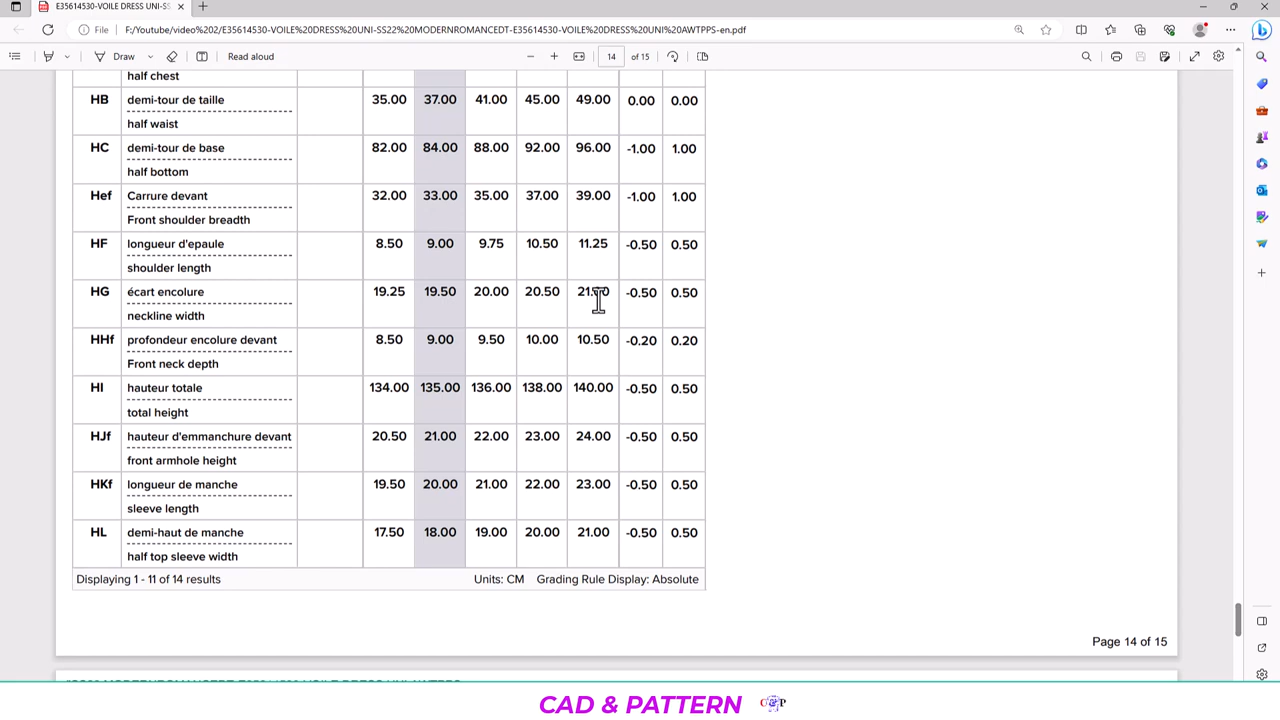 E35614530-VOILE DRESS UNI-SS
File
F:/Youtube/video%202/E35614530-VOILE%20DRESS%20UNI-SS22%20MODERNROMANCEDT-E35614530-VOILE%20DRESS%20UNI%20AWTPPS-en.pdf
Draw
Read aloud
14 of 15
half chest
HB demi-tour de taille 35.00 37.00 41.00 45.00 49.00 0.00 0.00
half waist
HC demi-tour de base 82.00 84.00 88.00 92.00 96.00 -1.00 1.00
half bottom
Hef Carrure devant 32.00 33.00 35.00 37.00 39.00 -1.00 1.00
Front shoulder breadth
HF longueur d'epaule 8.50 9.00 9.75 10.50 11.25 -0.50 0.50
shoulder length
HG écart encolure 19.25 19.50 20.00 20.50 -0.50 0.50
neckline width
HHf profondeur encolure devant 8.50 9.00 9.50 10.00 10.50 -0.20 0.20
Front neck depth
HI hauteur totale 134.00 135.00 136.00 138.00 140.00 -0.50 0.50
total height
HJf hauteur d'emmanchure devant 20.50 21.00 22.00 23.00 24.00 -0.50 0.50
front armhole height
HKf longueur de manche 19.50 20.00 21.00 22.00 23.00 -0.50 0.50
sleeve length
HL demi-haut de manche 17.50 18.00 19.00 20.00 21.00 -0.50 0.50
half top sleeve width
Displaying 1 - 11 of 14 results Units: CM Grading Rule Display: Absolute
Page 14 of 15
CAD & PATTERN C&P